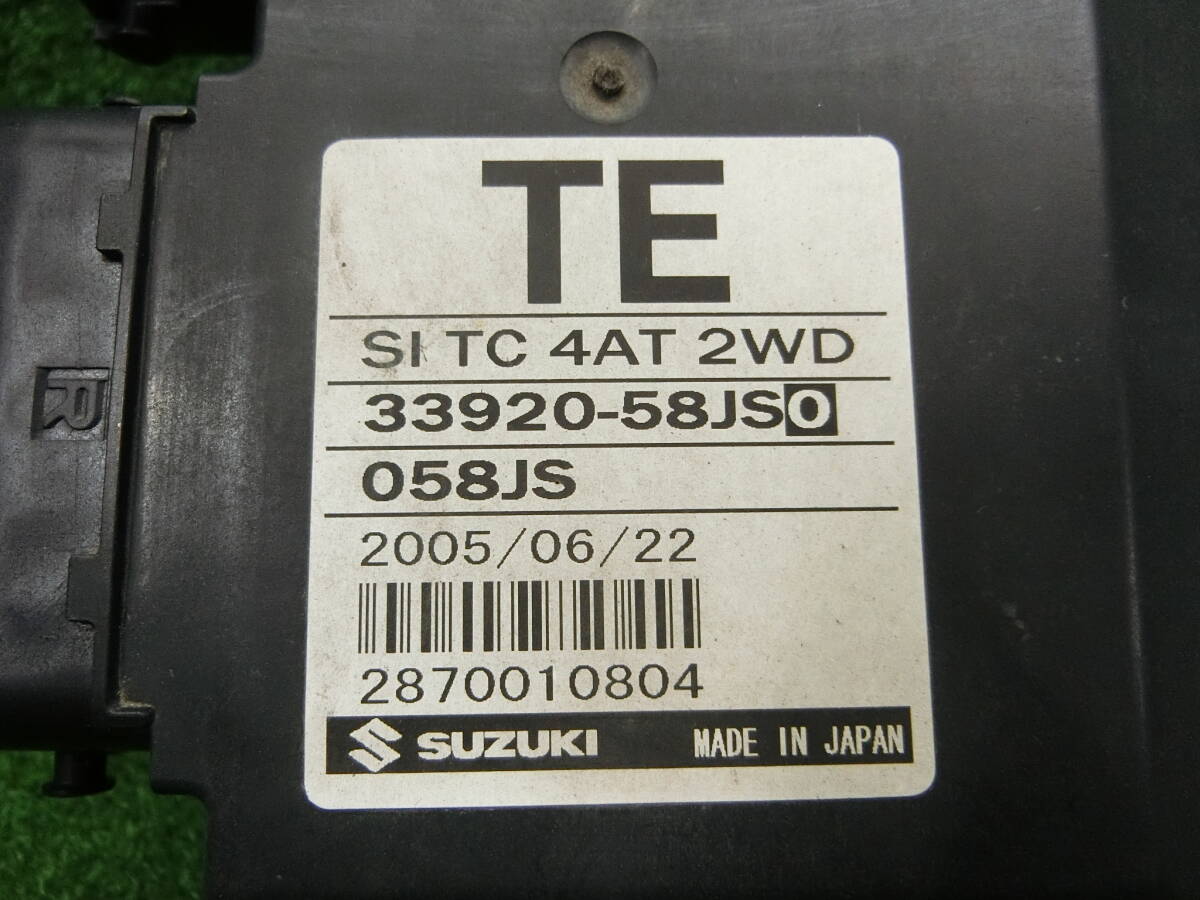 TE
SI TC 4AT 2WD
33920-58JS0
058JS
2005/06/22
2870010804
SUZUKI MADE IN JAPAN
R